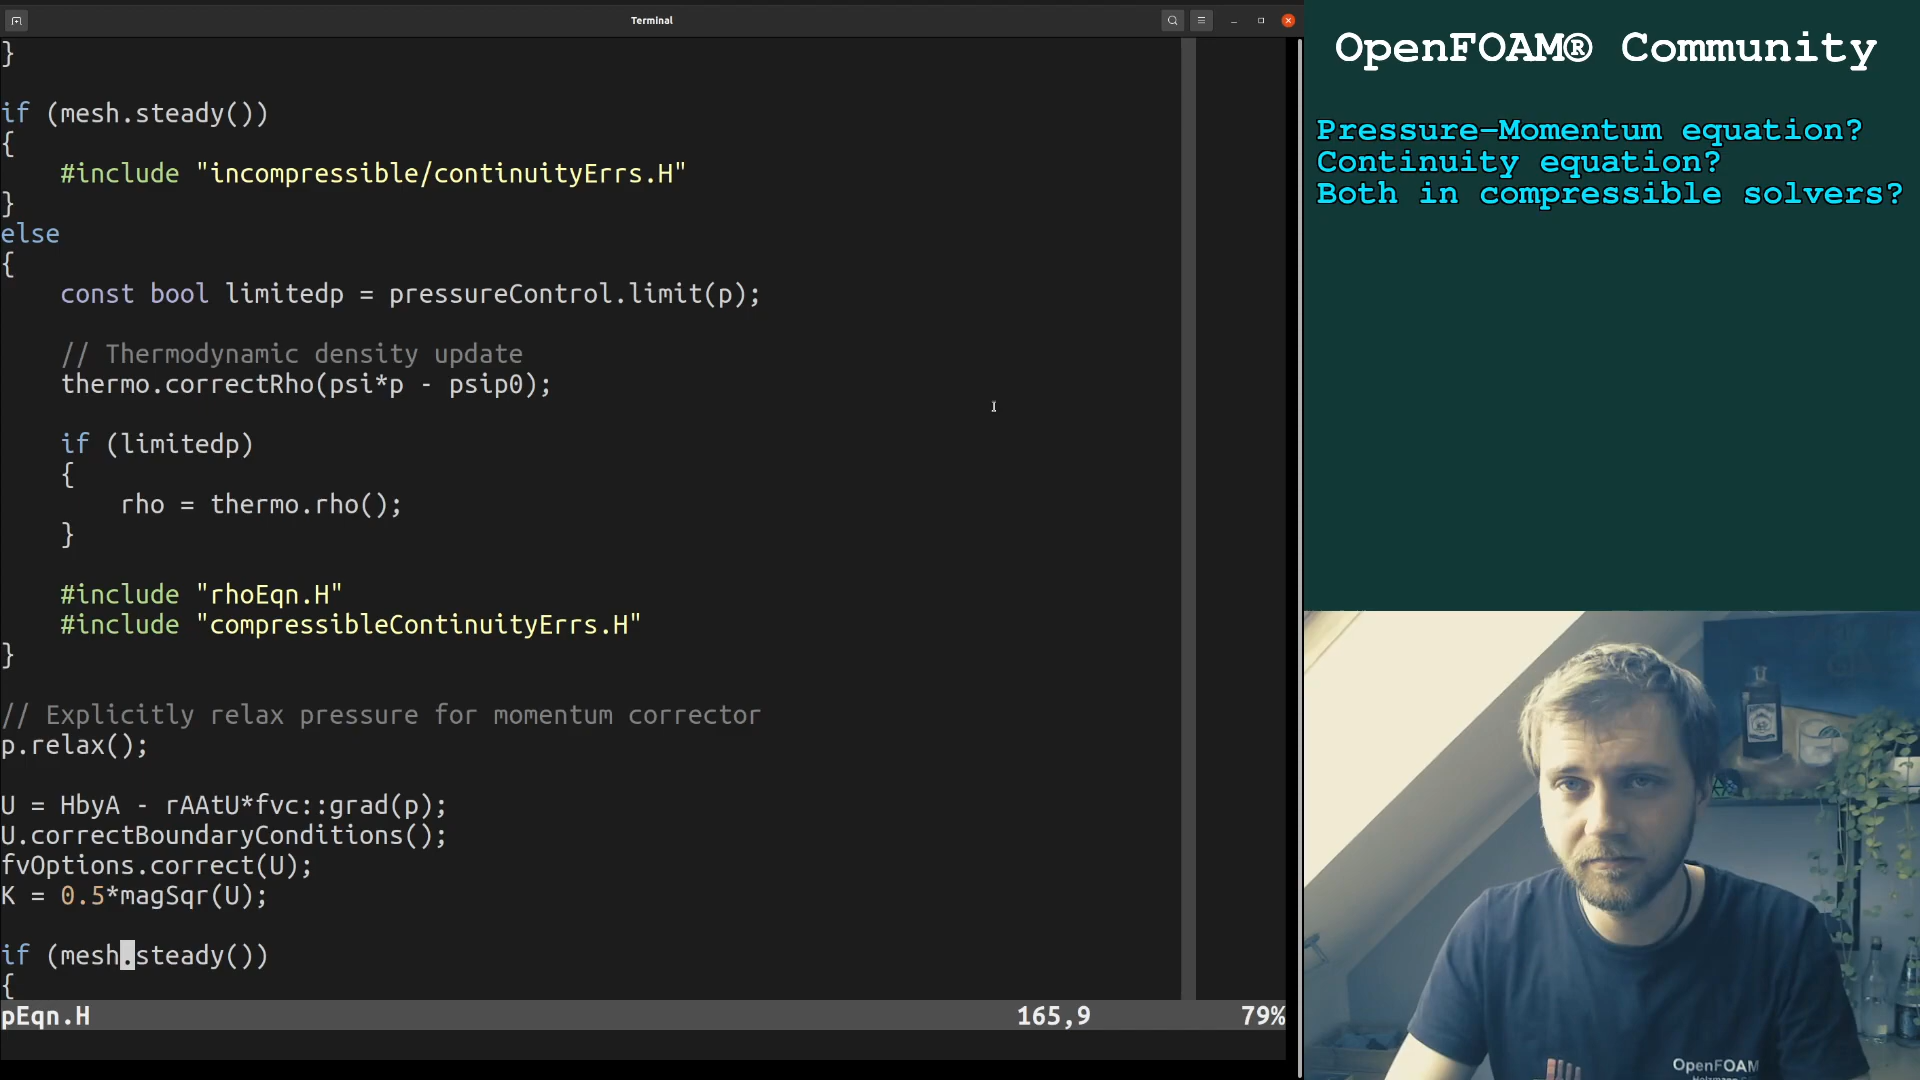 Terminal
}
if (mesh.steady())
{
#include "incompressible/continuityErrs.H"
}
else
{
const bool limitedp = pressureControl.limit(p);
// Thermodynamic density update
thermo.correctRho(psi*p - psip0);
if (limitedp)
{
rho = thermo.rho();
}
#include "rhoEqn.H"
#include "compressibleContinuityErrs.H"
}
// Explicitly relax pressure for momentum corrector
p.relax();
U = HbyA - rAAtU*fvc::grad(p);
U.correctBoundaryConditions();
fvOptions.correct(U);
K = 0.5*magSqr(U);
if (mesh.steady())
{
pEqn.H 165,9 79%
OpenFOAM® Community
Pressure-Momentum equation?
Continuity equation?
Both in compressible solvers?
OpenFOAM